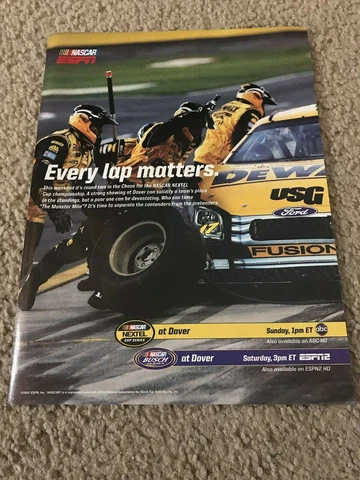 NASCAR
ESPN
Every lap matters.
This weekend it's round two in the Chase for the NASCAR NEXTEL
Cup championship. A strong showing at Dover can solidify a team's place
in the standings, but a poor one can be devastating. Who can tame
"The Monster Mile"? It's time to separate the contenders from the pretenders.
DEW
USG
Ford
FUSION
NASCAR
NEXTEL
CUP SERIES
at Dover
Sunday, 1pm ET abc
Also available on ABC HD
NASCAR
BUSCH
SERIES
at Dover
Saturday, 3pm ET ESPN2
Also available on ESPN2 HD